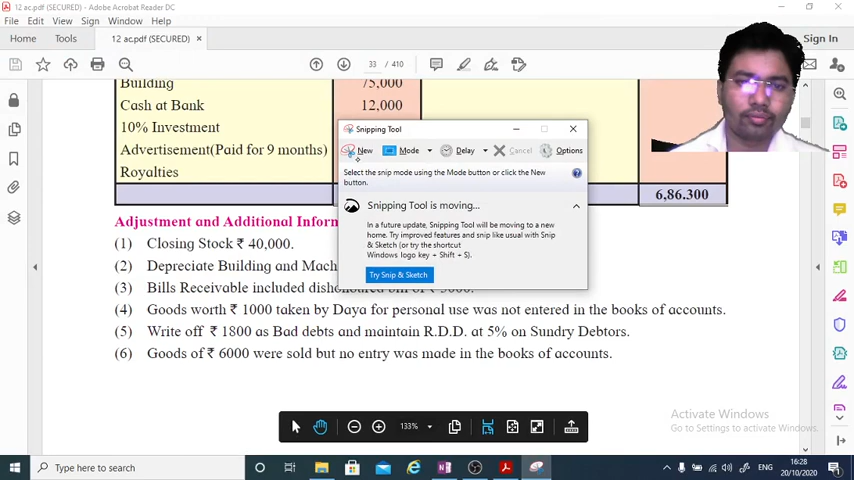 12 ac.pdf (SECURED) - Adobe Acrobat Reader DC
File Edit View Sign Window Help
Home Tools 12 ac.pdf (SECURED) × Sign In
33 / 410
Building 75,000
Cash at Bank 12,000
10% Investment
Advertisement(Paid for 9 months)
Royalties
6,86.300
Snipping Tool
New Mode Delay Cancel Options
Select the snip mode using the Mode button or click the New
button.
Snipping Tool is moving...
In a future update, Snipping Tool will be moving to a new
home. Try improved features and snip like usual with Snip
& Sketch (or try the shortcut
Windows logo key + Shift + S).
Try Snip & Sketch
Adjustment and Additional Inform
(1) Closing Stock ₹ 40,000.
(2) Depreciate Building and Mach
(3) Bills Receivable included dishonoured bill of ₹ 3000.
(4) Goods worth ₹ 1000 taken by Daya for personal use was not entered in the books of accounts.
(5) Write off ₹ 1800 as Bad debts and maintain R.D.D. at 5% on Sundry Debtors.
(6) Goods of ₹ 6000 were sold but no entry was made in the books of accounts.
133%
Activate Windows
Go to Settings to activate Windows.
Type here to search
ENG
16:28
20/10/2020